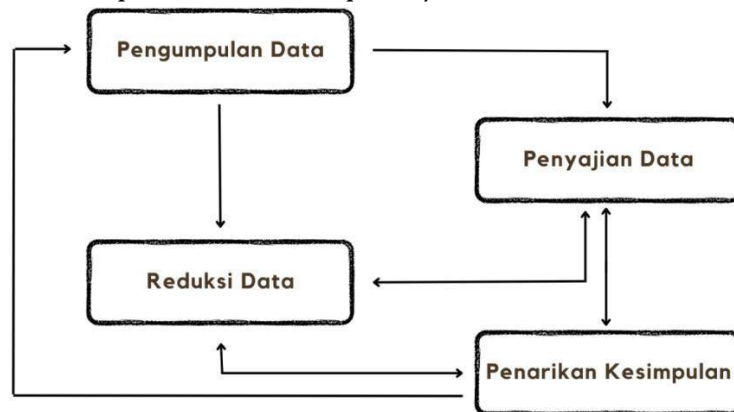 Pengumpulan Data
Penyajian Data
Reduksi Data
Penarikan Kesimpulan